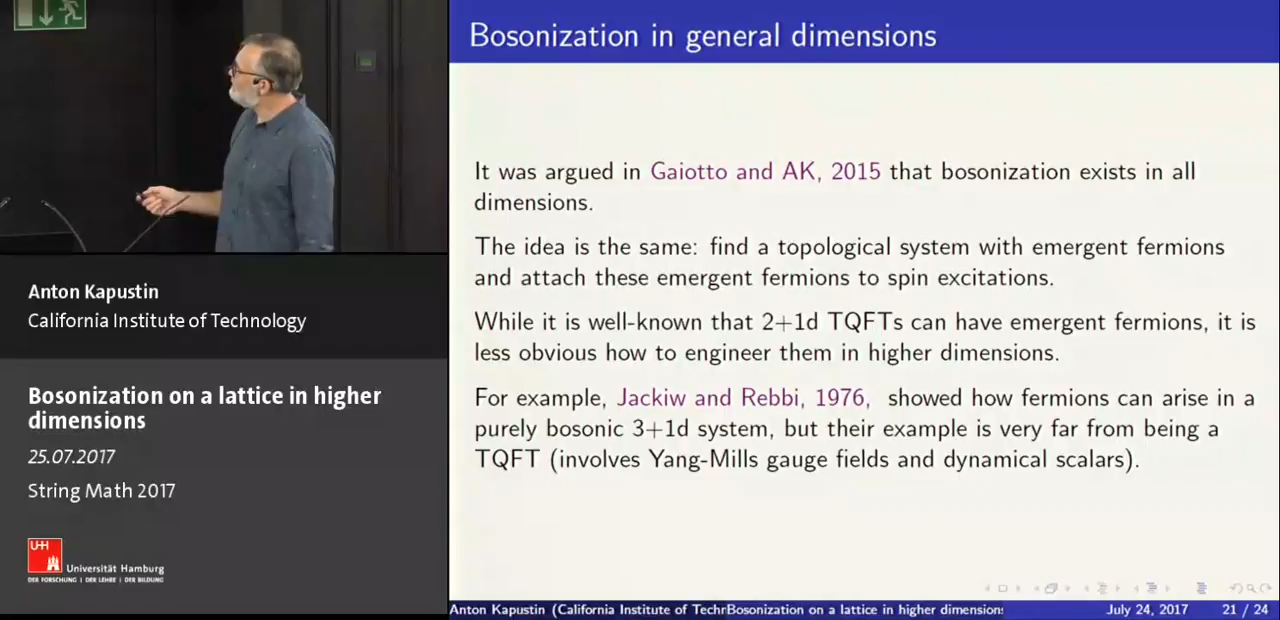 Anton Kapustin
California Institute of Technology
Bosonization on a lattice in higher
dimensions
25.07.2017
String Math 2017
UH
Universität Hamburg
DER FORSCHUNG | DER LEHRE | DER BILDUNG
Bosonization in general dimensions
It was argued in Gaiotto and AK, 2015 that bosonization exists in all
dimensions.
The idea is the same: find a topological system with emergent fermions
and attach these emergent fermions to spin excitations.
While it is well-known that 2+1d TQFTs can have emergent fermions, it is
less obvious how to engineer them in higher dimensions.
For example, Jackiw and Rebbi, 1976, showed how fermions can arise in a
purely bosonic 3+1d system, but their example is very far from being a
TQFT (involves Yang-Mills gauge fields and dynamical scalars).
Anton Kapustin (California Institute of Techr Bosonization on a lattice in higher dimension: July 24, 2017 21 / 24